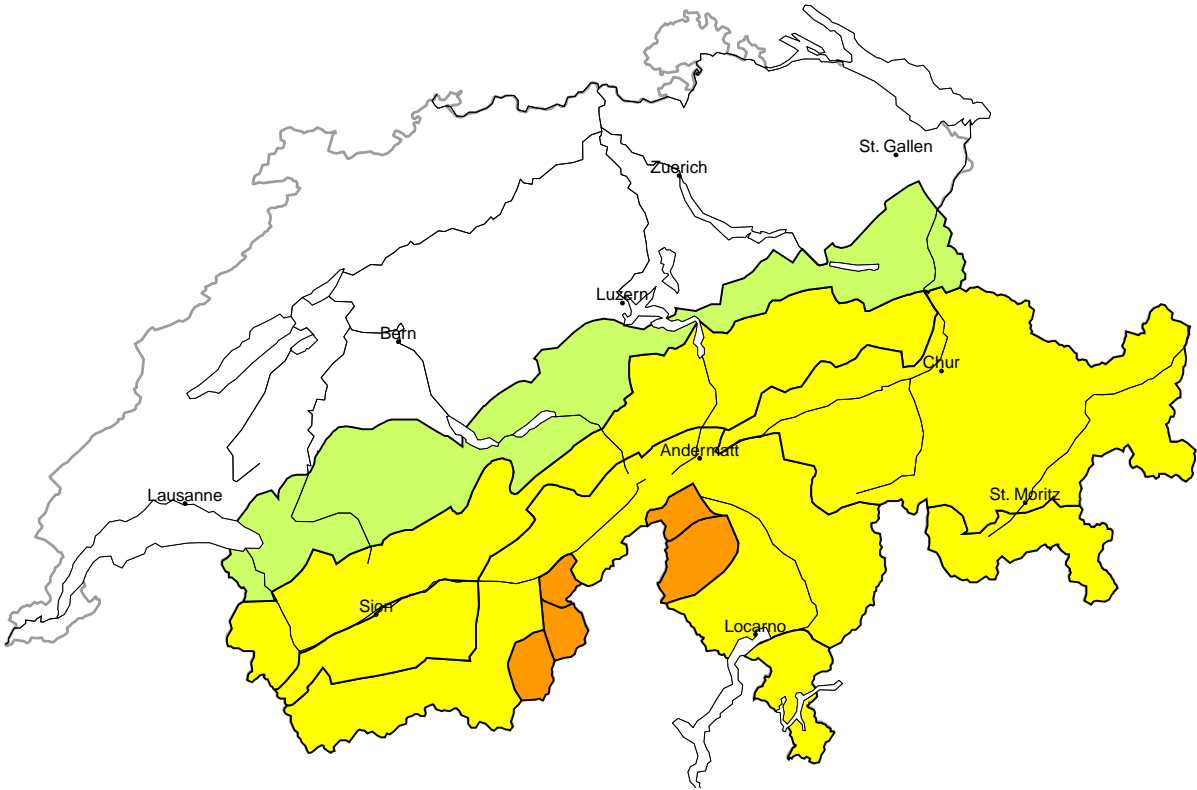 St. Gallen
Zuerich
Luzern
Bern
Chur
Andermatt
Lausanne
St. Moritz
Sion
Locarno